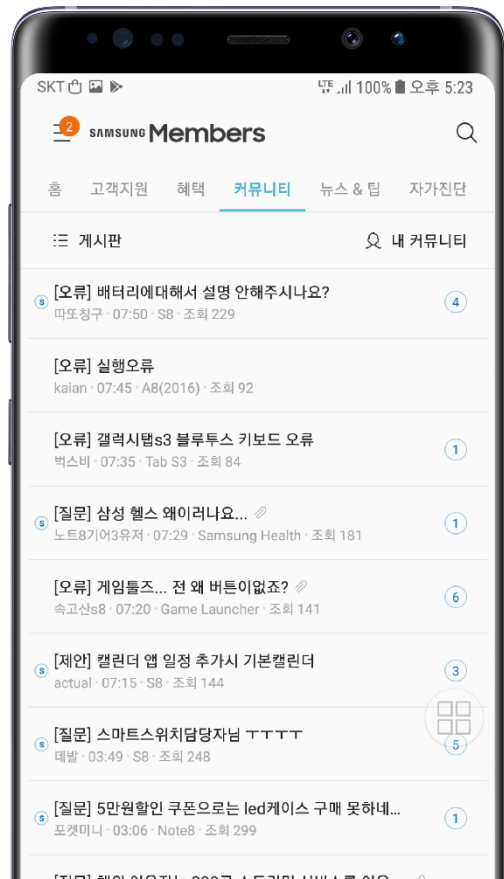 SKT LTE 100% 오후 5:23
2 SAMSUNG Members
홈 고객지원 혜택 커뮤니티 뉴스 & 팁 자가진단
게시판 내 커뮤니티
[오류] 배터리에대해서 설명 안해주시나요?
따또칭구 · 07:50 · S8 · 조회 229
4
[오류] 실행오류
kaian · 07:45 · A8(2016) · 조회 92
[오류] 갤럭시탭s3 블루투스 키보드 오류
벅스비 · 07:35 · Tab S3 · 조회 84
1
[질문] 삼성 헬스 왜이러나요...
노트8기어3유저 · 07:29 · Samsung Health · 조회 181
1
[오류] 게임툴즈... 전 왜 버튼이없죠?
속고산s8 · 07:20 · Game Launcher · 조회 141
6
[제안] 캘린더 앱 일정 추가시 기본캘린더
actual · 07:15 · S8 · 조회 144
3
[질문] 스마트스위치담당자님 ㅜㅜㅜㅜ
데발 · 03:49 · S8 · 조회 248
5
[질문] 5만원할인 쿠폰으로는 led케이스 구매 못하네...
포켓미니 · 03:06 · Note8 · 조회 299
1